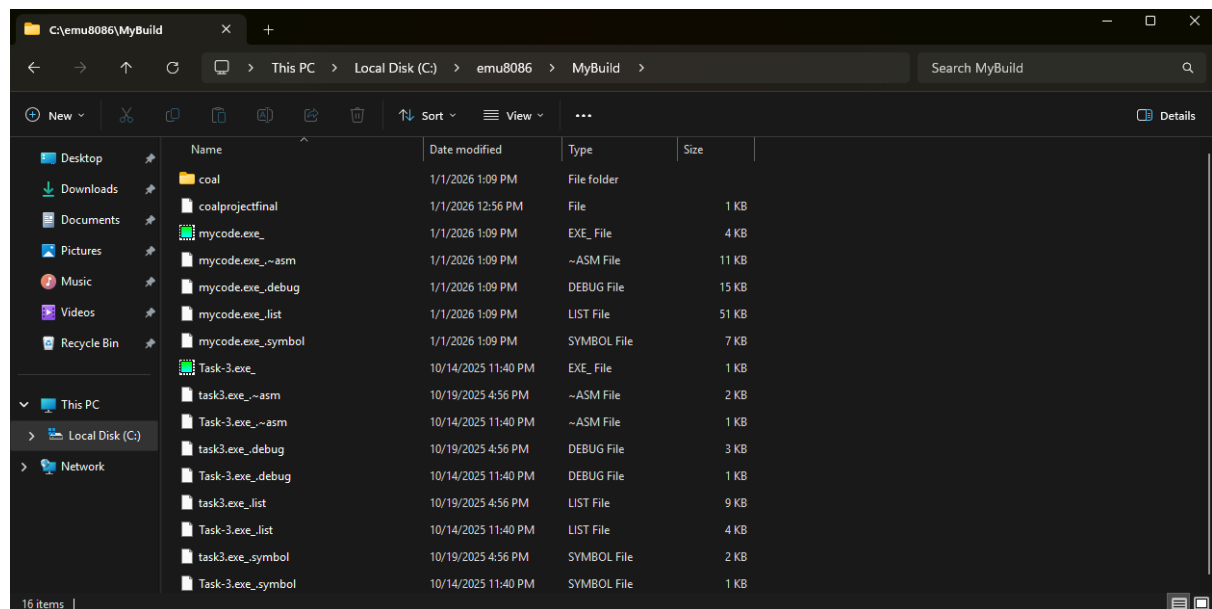 C:\emu8086\MyBuild
This PC > Local Disk (C:) > emu8086 > MyBuild >
Search MyBuild
New
Sort
View
Details
Desktop
Downloads
Documents
Pictures
Music
Videos
Recycle Bin
This PC
Local Disk (C:)
Network
Name Date modified Type Size
coal 1/1/2026 1:09 PM File folder
coalprojectfinal 1/1/2026 12:56 PM File 1 KB
mycode.exe_ 1/1/2026 1:09 PM EXE_ File 4 KB
mycode.exe_.~asm 1/1/2026 1:09 PM ~ASM File 11 KB
mycode.exe_.debug 1/1/2026 1:09 PM DEBUG File 15 KB
mycode.exe_.list 1/1/2026 1:09 PM LIST File 51 KB
mycode.exe_.symbol 1/1/2026 1:09 PM SYMBOL File 7 KB
Task-3.exe_ 10/14/2025 11:40 PM EXE_ File 1 KB
task3.exe_.~asm 10/19/2025 4:56 PM ~ASM File 2 KB
Task-3.exe_.~asm 10/14/2025 11:40 PM ~ASM File 1 KB
task3.exe_.debug 10/19/2025 4:56 PM DEBUG File 3 KB
Task-3.exe_.debug 10/14/2025 11:40 PM DEBUG File 1 KB
task3.exe_.list 10/19/2025 4:56 PM LIST File 9 KB
Task-3.exe_.list 10/14/2025 11:40 PM LIST File 4 KB
task3.exe_.symbol 10/19/2025 4:56 PM SYMBOL File 2 KB
Task-3.exe_.symbol 10/14/2025 11:40 PM SYMBOL File 1 KB
16 items